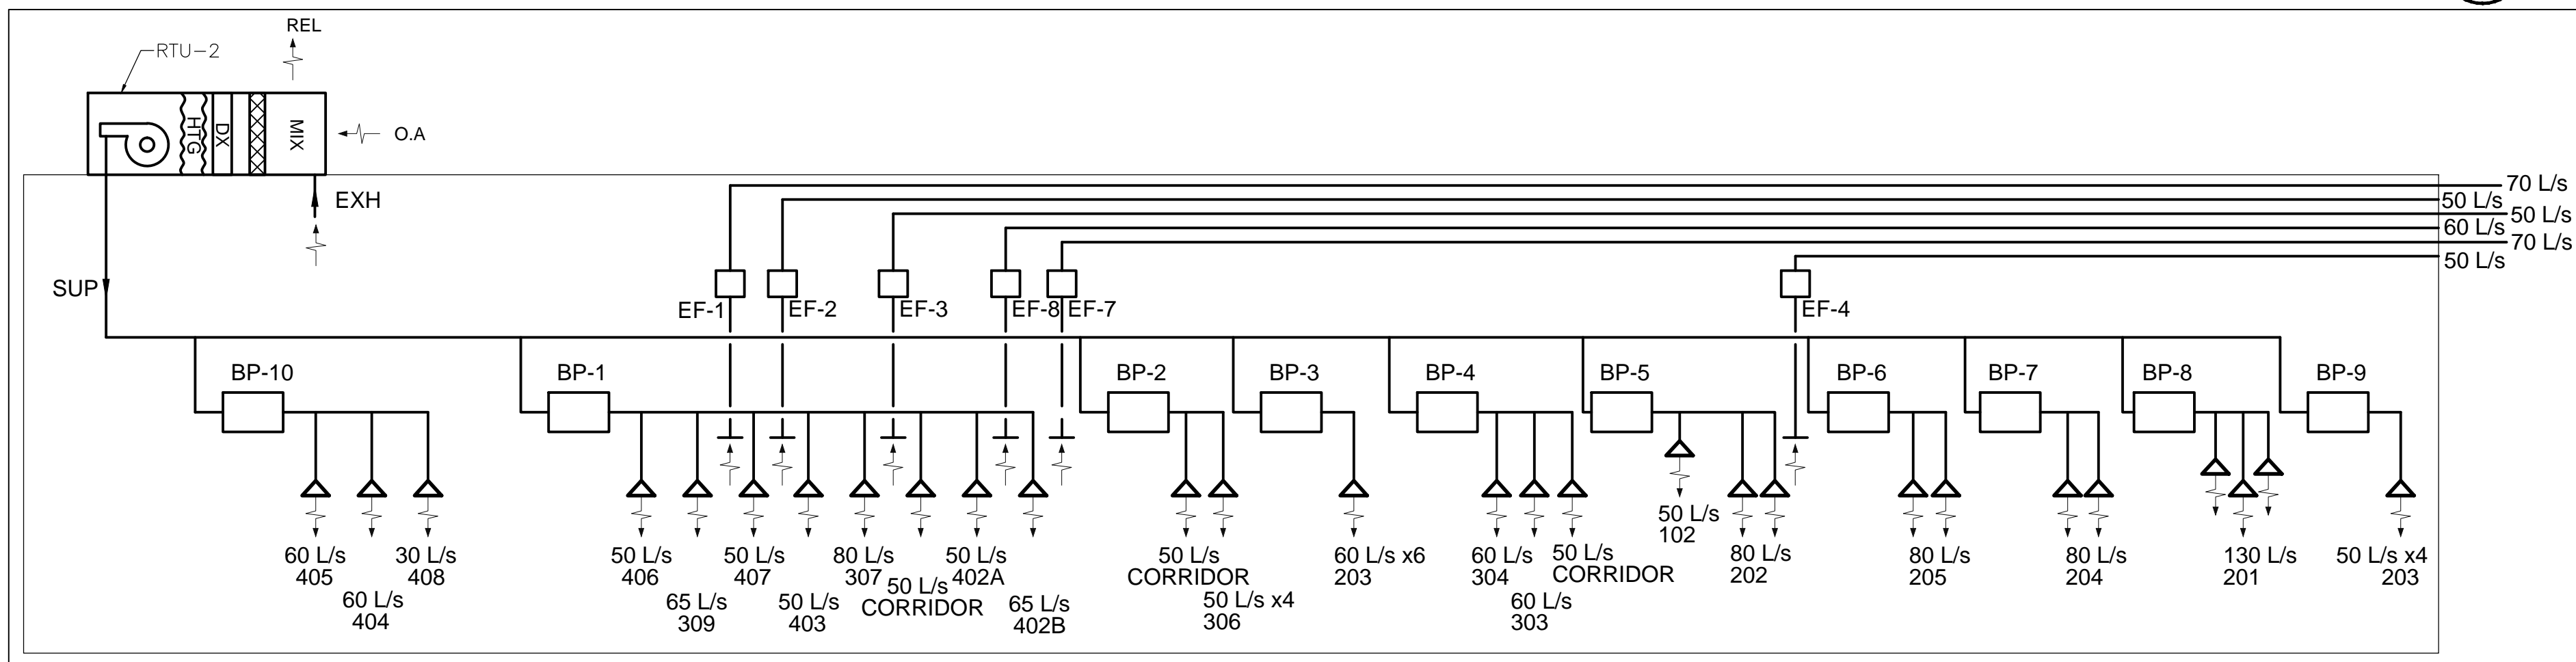 REL
RTU-2
HTG
DX
MIX
O.A
EXH
SUP
70 L/s
50 L/s
50 L/s
60 L/s
70 L/s
50 L/s
EF-1
EF-2
EF-3
EF-8
EF-7
EF-4
BP-10
BP-1
BP-2
BP-3
BP-4
BP-5
BP-6
BP-7
BP-8
BP-9
60 L/s
405
60 L/s
404
30 L/s
408
50 L/s
406
65 L/s
309
50 L/s
407
50 L/s
403
80 L/s
307
50 L/s
CORRIDOR
50 L/s
402A
65 L/s
402B
50 L/s
CORRIDOR
50 L/s x4
306
60 L/s x6
203
60 L/s
304
60 L/s
303
50 L/s
CORRIDOR
50 L/s
102
80 L/s
202
80 L/s
205
80 L/s
204
130 L/s
201
50 L/s x4
203